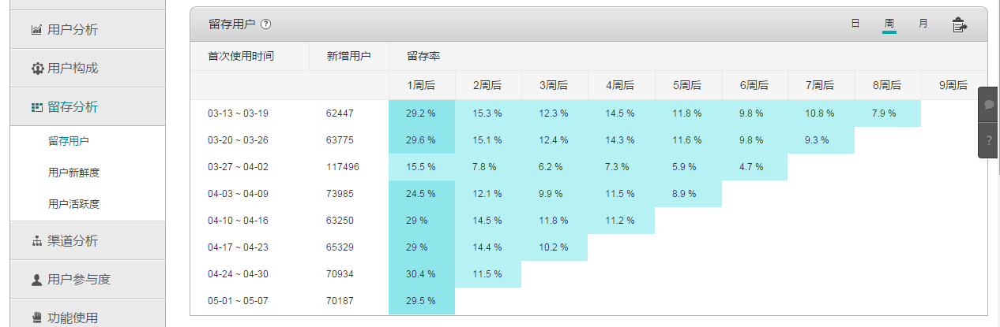 用户分析
用户构成
留存分析
留存用户
用户新鲜度
用户活跃度
渠道分析
用户参与度
功能使用
留存用户 ?
日 周 月
首次使用时间 新增用户 留存率
1周后 2周后 3周后 4周后 5周后 6周后 7周后 8周后 9周后
03-13 ~ 03-19 62447 29.2 % 15.3 % 12.3 % 14.5 % 11.8 % 9.8 % 10.8 % 7.9 %
03-20 ~ 03-26 63775 29.6 % 15.1 % 12.4 % 14.3 % 11.6 % 9.8 % 9.3 %
03-27 ~ 04-02 117496 15.5 % 7.8 % 6.2 % 7.3 % 5.9 % 4.7 %
04-03 ~ 04-09 73985 24.5 % 12.1 % 9.9 % 11.5 % 8.9 %
04-10 ~ 04-16 63250 29 % 14.5 % 11.8 % 11.2 %
04-17 ~ 04-23 65329 29 % 14.4 % 10.2 %
04-24 ~ 04-30 70934 30.4 % 11.5 %
05-01 ~ 05-07 70187 29.5 %
?